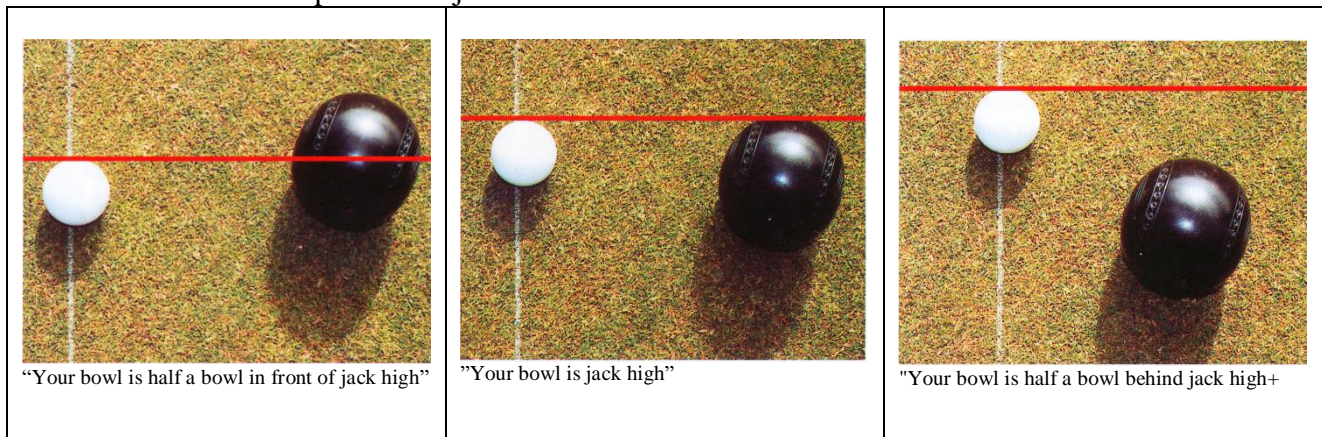 “Your bowl is half a bowl in front of jack high”
”Your bowl is jack high”
"Your bowl is half a bowl behind jack high+